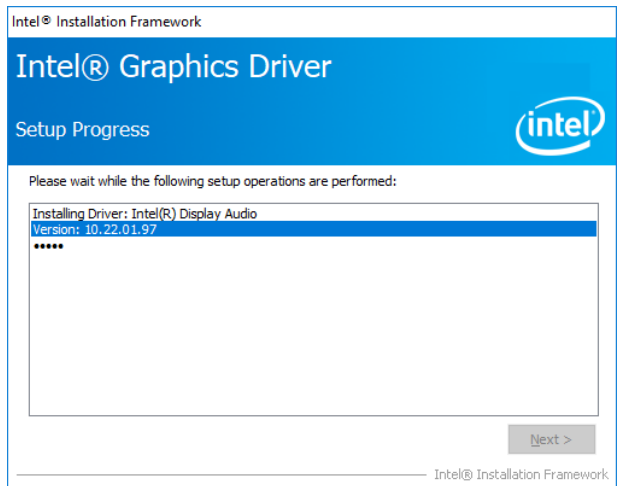 Intel® Installation Framework
Intel® Graphics Driver
Setup Progress
intel
Please wait while the following setup operations are performed:
Installing Driver: Intel(R) Display Audio
Version: 10.22.01.97
•••••
Next >
Intel® Installation Framework